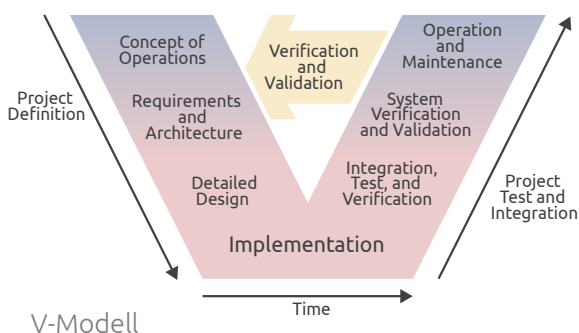 Concept of
Operations
Verification
and
Validation
Operation
and
Maintenance
Project
Definition
Requirements
and
Architecture
System
Verification
and Validation
Detailed
Design
Integration,
Test, and
Verification
Project
Test and
Integration
Implementation
Time
V-Modell